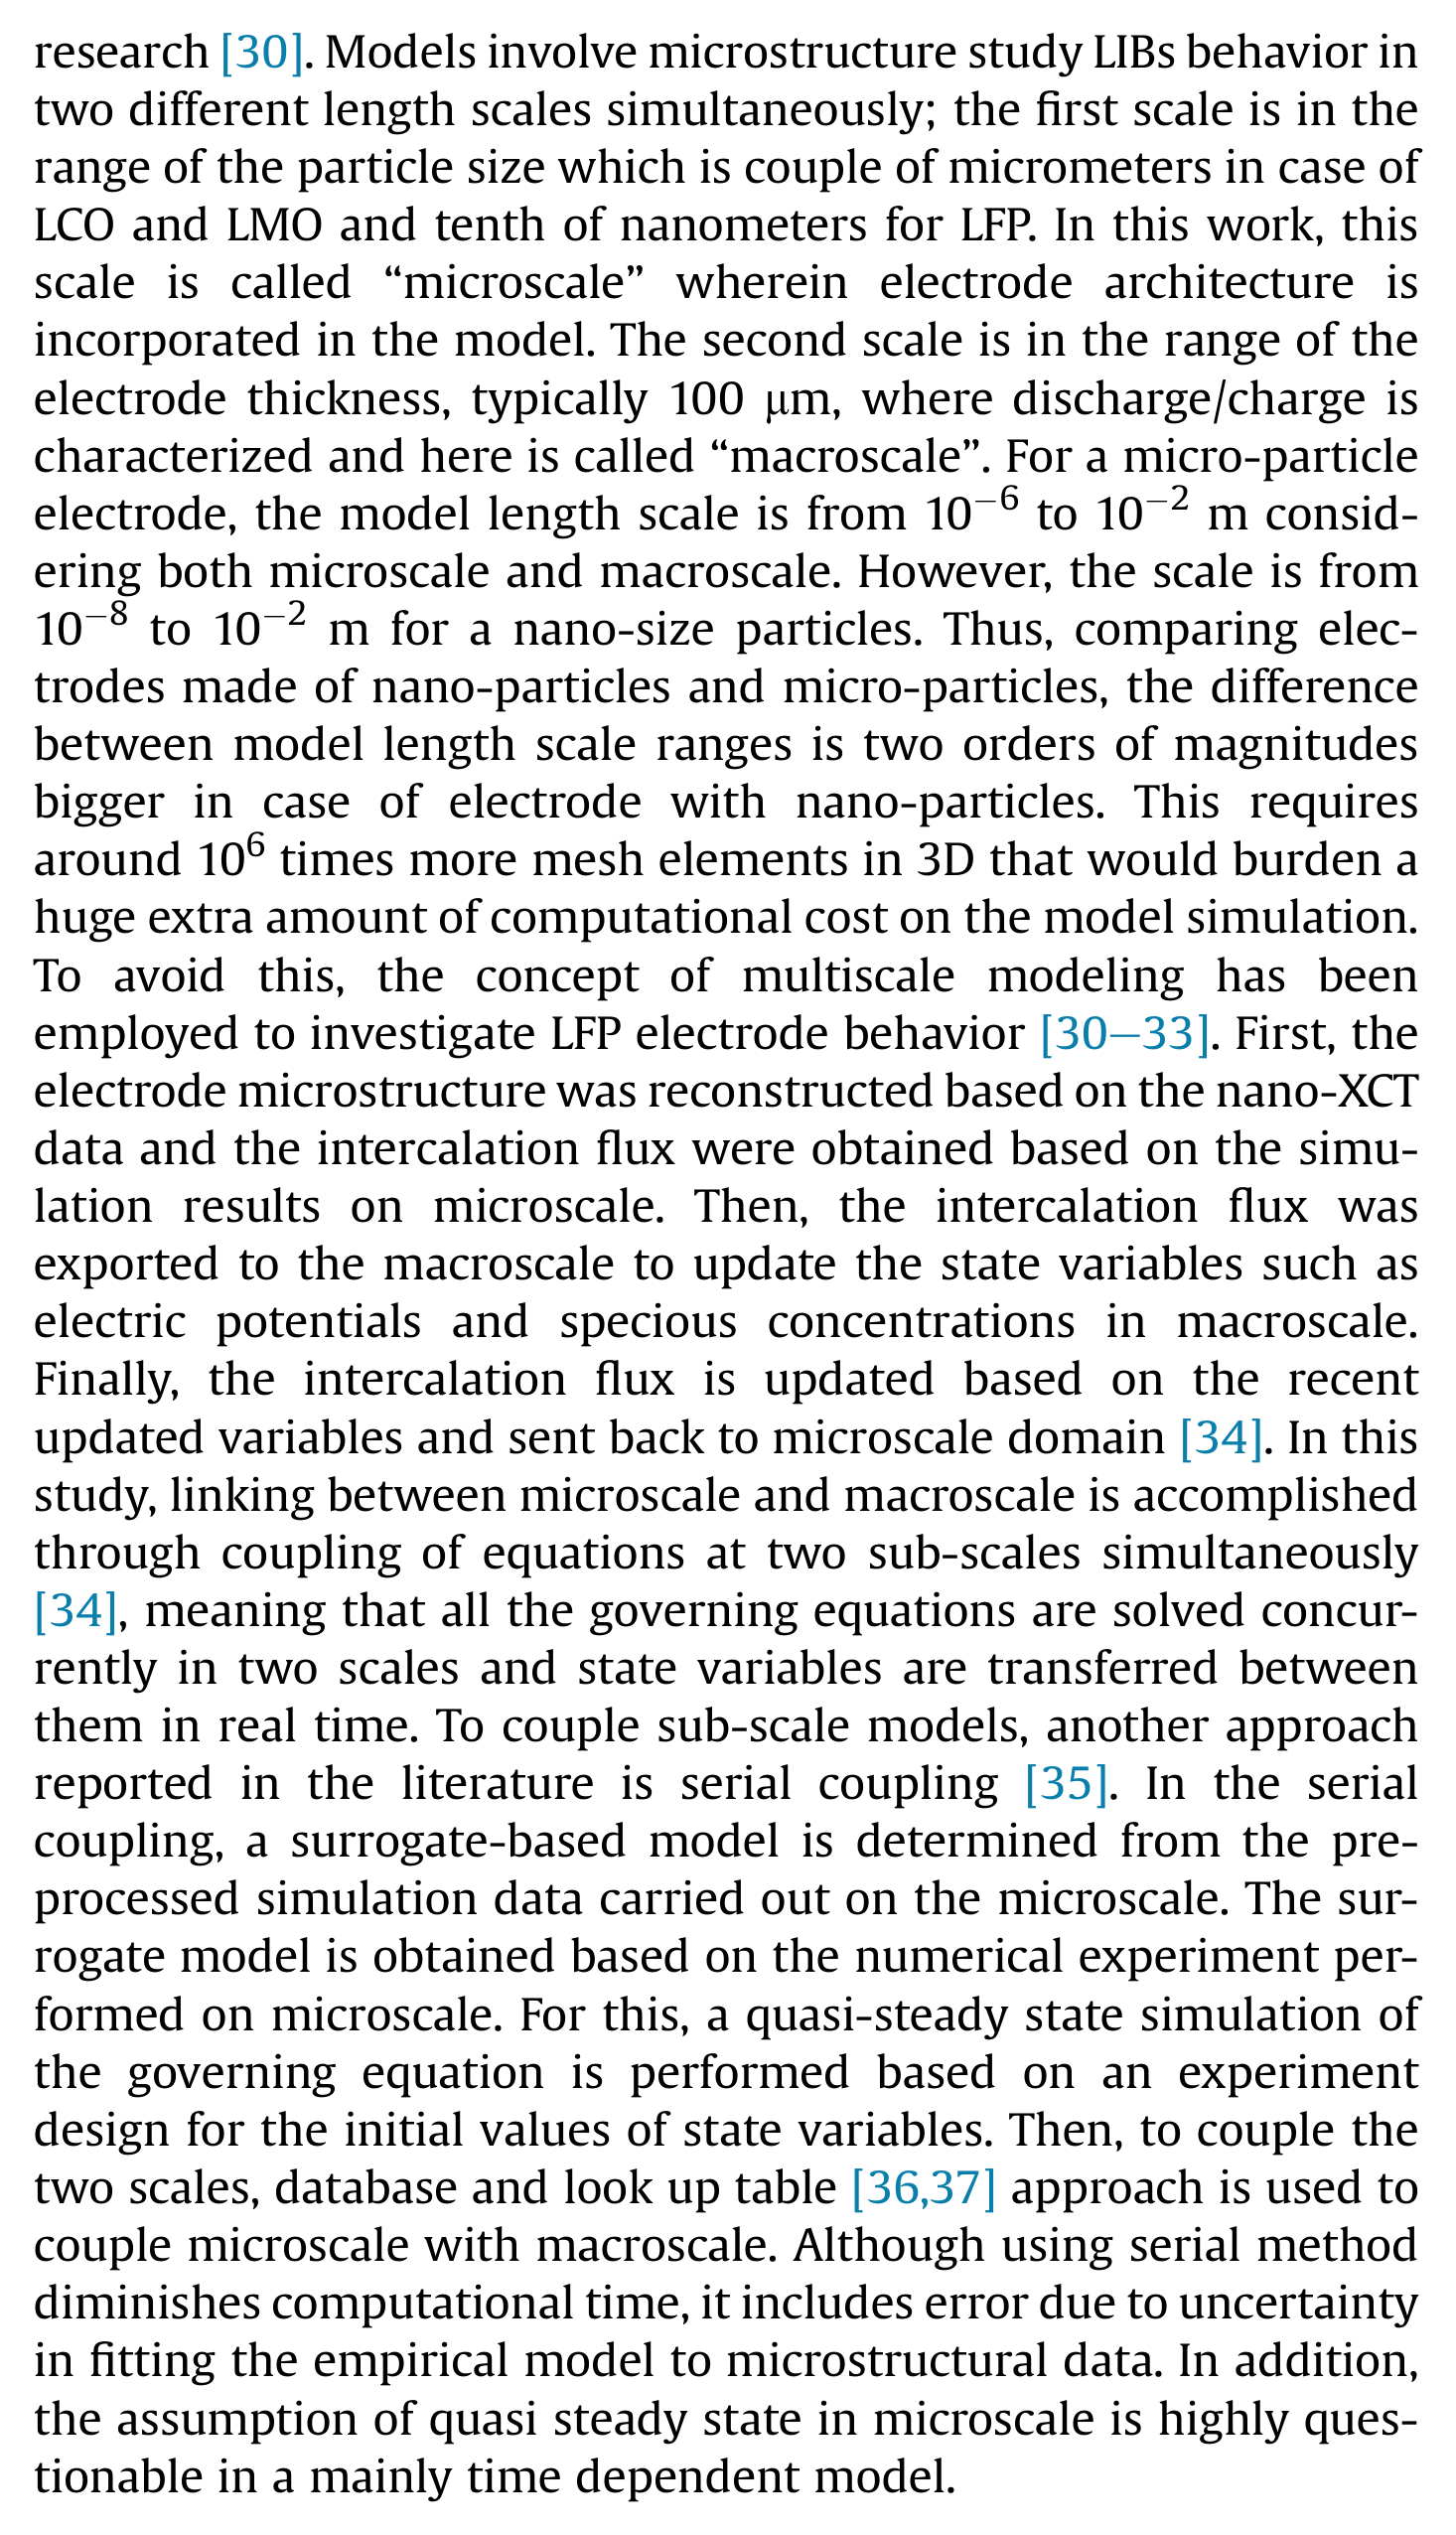 research [30]. Models involve microstructure study LIBs behavior in
two different length scales simultaneously; the first scale is in the
range of the particle size which is couple of micrometers in case of
LCO and LMO and tenth of nanometers for LFP. In this work, this
scale is called “microscale” wherein electrode architecture is
incorporated in the model. The second scale is in the range of the
electrode thickness, typically 100 μm, where discharge/charge is
characterized and here is called “macroscale”. For a micro-particle
electrode, the model length scale is from 10⁻⁶ to 10⁻² m consid-
ering both microscale and macroscale. However, the scale is from
10⁻⁸ to 10⁻² m for a nano-size particles. Thus, comparing elec-
trodes made of nano-particles and micro-particles, the difference
between model length scale ranges is two orders of magnitudes
bigger in case of electrode with nano-particles. This requires
around 10⁶ times more mesh elements in 3D that would burden a
huge extra amount of computational cost on the model simulation.
To avoid this, the concept of multiscale modeling has been
employed to investigate LFP electrode behavior [30–33]. First, the
electrode microstructure was reconstructed based on the nano-XCT
data and the intercalation flux were obtained based on the simu-
lation results on microscale. Then, the intercalation flux was
exported to the macroscale to update the state variables such as
electric potentials and specious concentrations in macroscale.
Finally, the intercalation flux is updated based on the recent
updated variables and sent back to microscale domain [34]. In this
study, linking between microscale and macroscale is accomplished
through coupling of equations at two sub-scales simultaneously
[34], meaning that all the governing equations are solved concur-
rently in two scales and state variables are transferred between
them in real time. To couple sub-scale models, another approach
reported in the literature is serial coupling [35]. In the serial
coupling, a surrogate-based model is determined from the pre-
processed simulation data carried out on the microscale. The sur-
rogate model is obtained based on the numerical experiment per-
formed on microscale. For this, a quasi-steady state simulation of
the governing equation is performed based on an experiment
design for the initial values of state variables. Then, to couple the
two scales, database and look up table [36,37] approach is used to
couple microscale with macroscale. Although using serial method
diminishes computational time, it includes error due to uncertainty
in fitting the empirical model to microstructural data. In addition,
the assumption of quasi steady state in microscale is highly ques-
tionable in a mainly time dependent model.